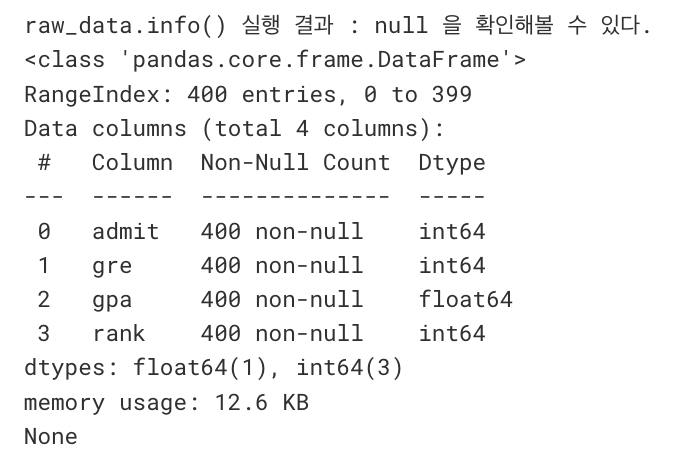 raw_data.info() 실행 결과 : null 을 확인해볼 수 있다.
<class 'pandas.core.frame.DataFrame'>
RangeIndex: 400 entries, 0 to 399
Data columns (total 4 columns):
 #   Column  Non-Null Count  Dtype
---  ------  --------------  -----
 0   admit   400 non-null    int64
 1   gre     400 non-null    int64
 2   gpa     400 non-null    float64
 3   rank    400 non-null    int64
dtypes: float64(1), int64(3)
memory usage: 12.6 KB
None